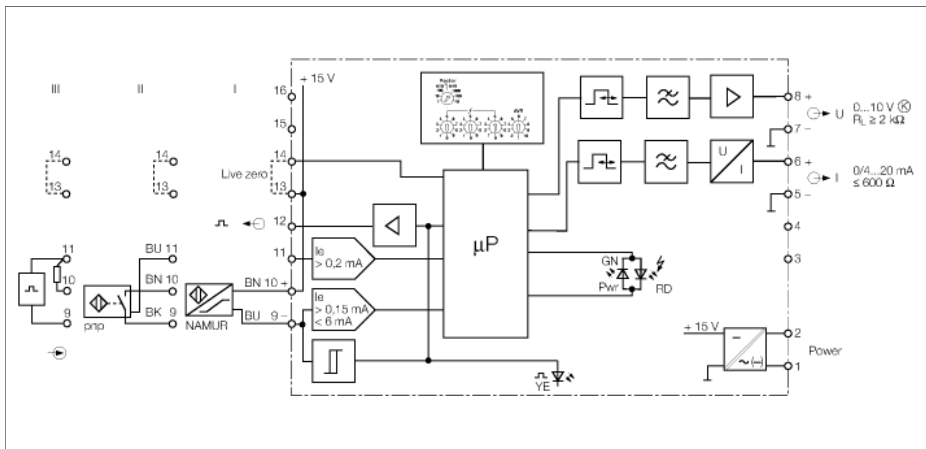 III
II
I
+ 15 V
16
15
14
13
14
13
14
13
Live zero
12
11
11
10
9
BU 11
BN 10
BK 9
pnp
BN 10 +
BU 9 –
NAMUR
Ie
> 0,2 mA
Ie
> 0,15 mA
< 6 mA
µP
GN
Pwr
RD
YE
U
I
8 +
7 –
6 +
5 –
4
3
2
1
U
0...10 V Ⓚ
RL ≥ 2 kΩ
I
0/4...20 mA
≤ 600 Ω
+ 15 V
Power